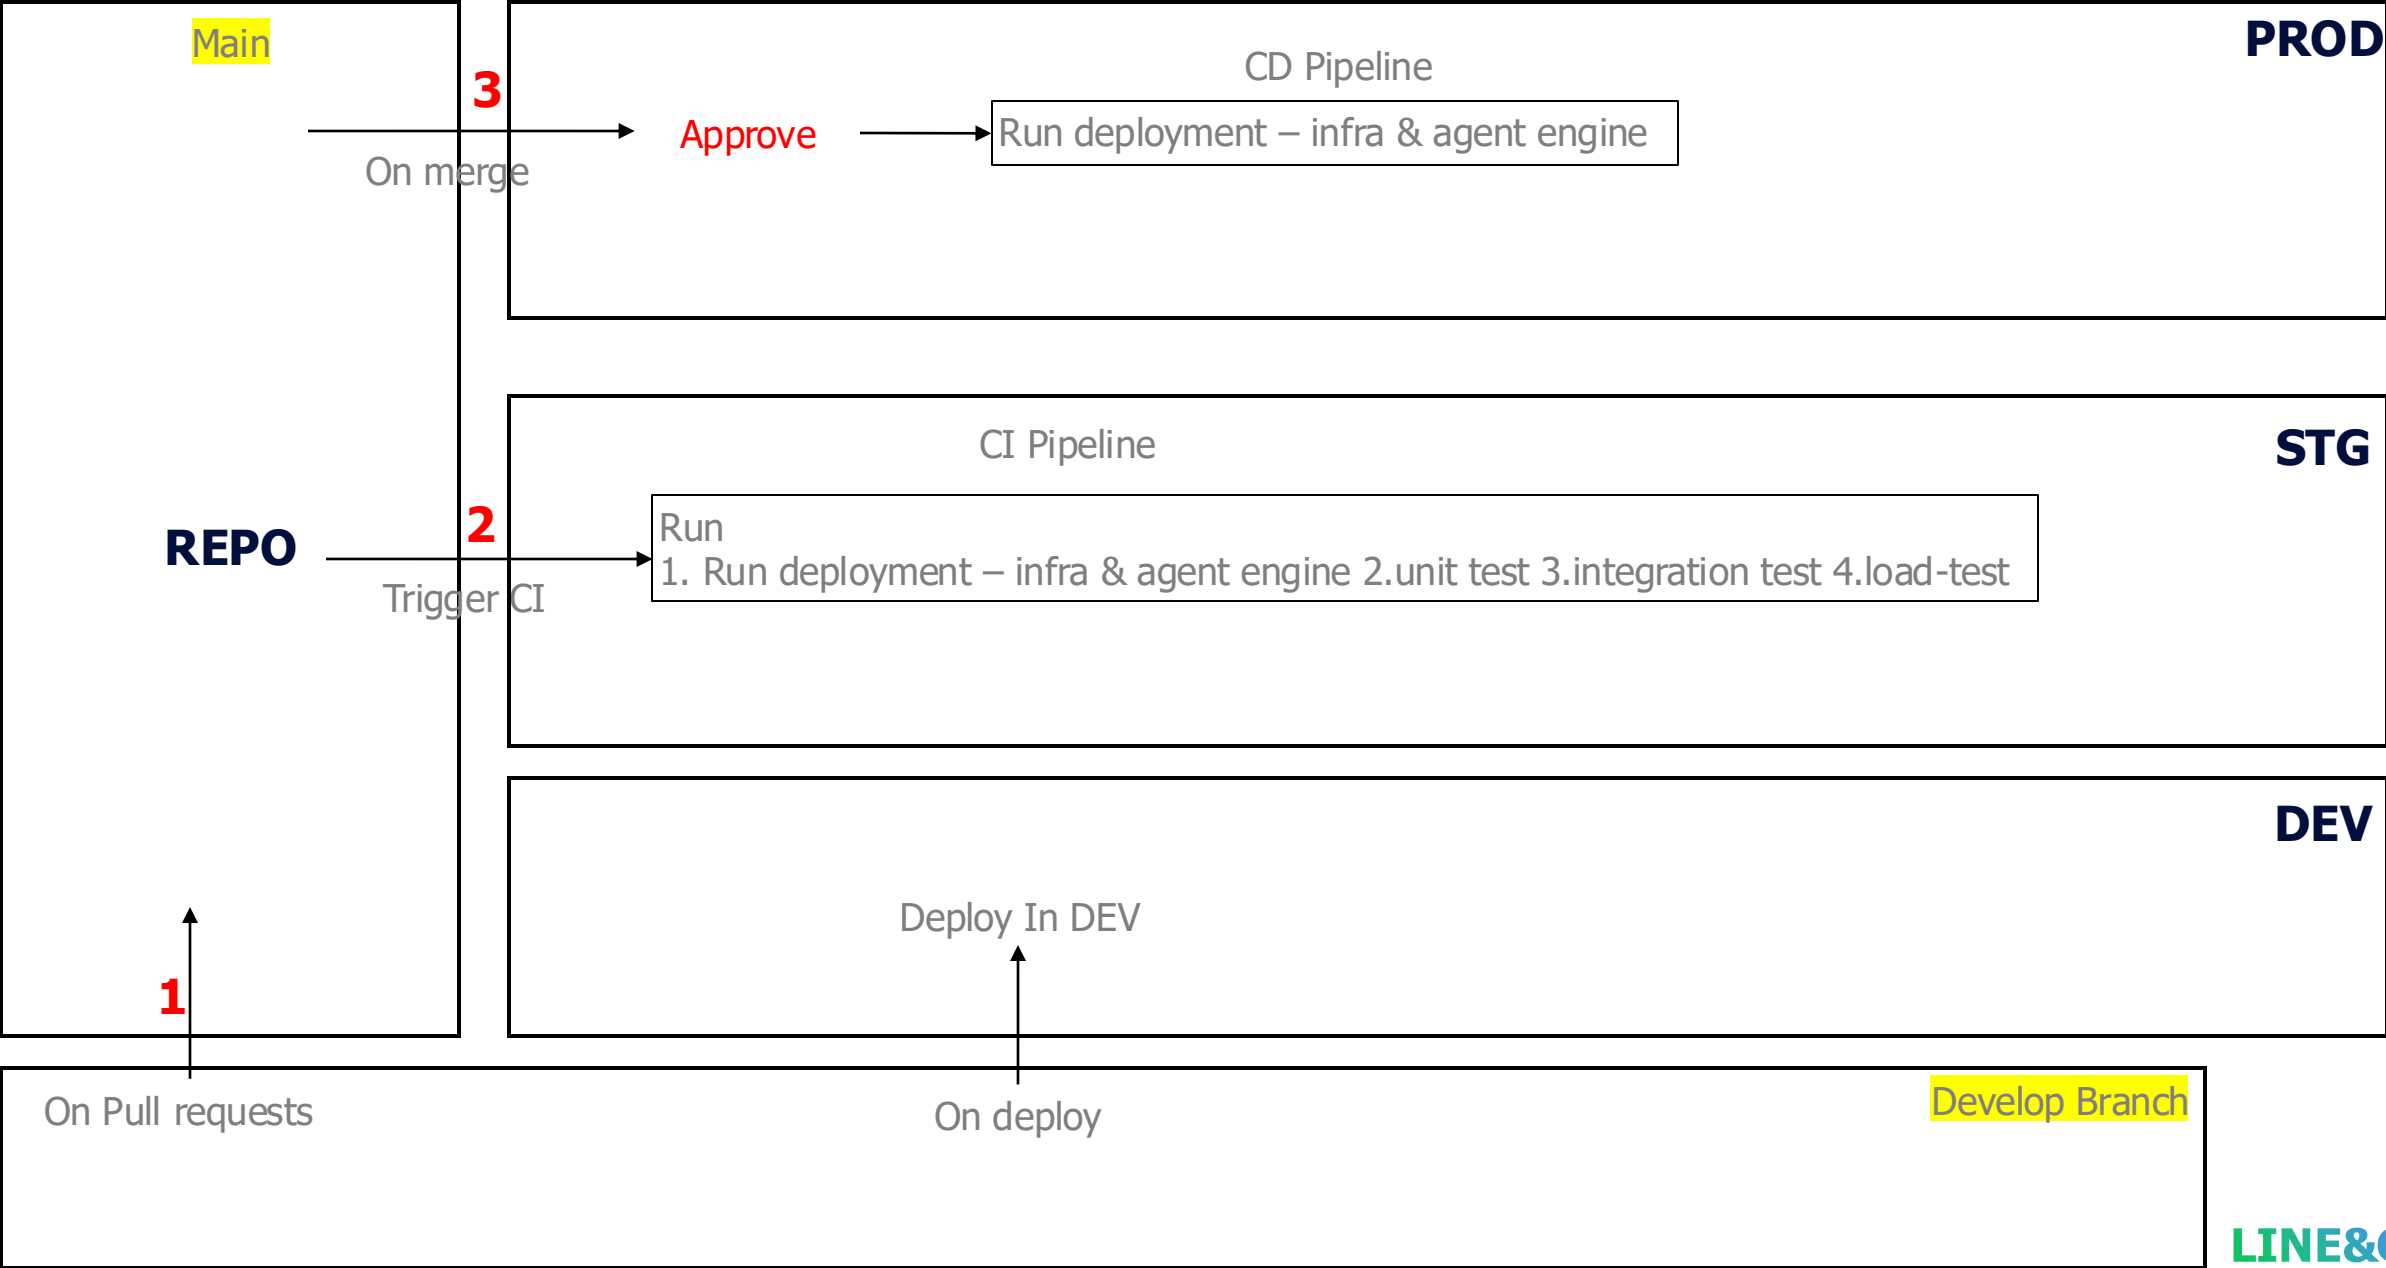 Main
PROD
CD Pipeline
3
Approve
Run deployment – infra & agent engine
On merge
CI Pipeline
STG
REPO
2
Run
1. Run deployment – infra & agent engine 2.unit test 3.integration test 4.load-test
Trigger CI
DEV
Deploy In DEV
1
On Pull requests
On deploy
Develop Branch
LINE&